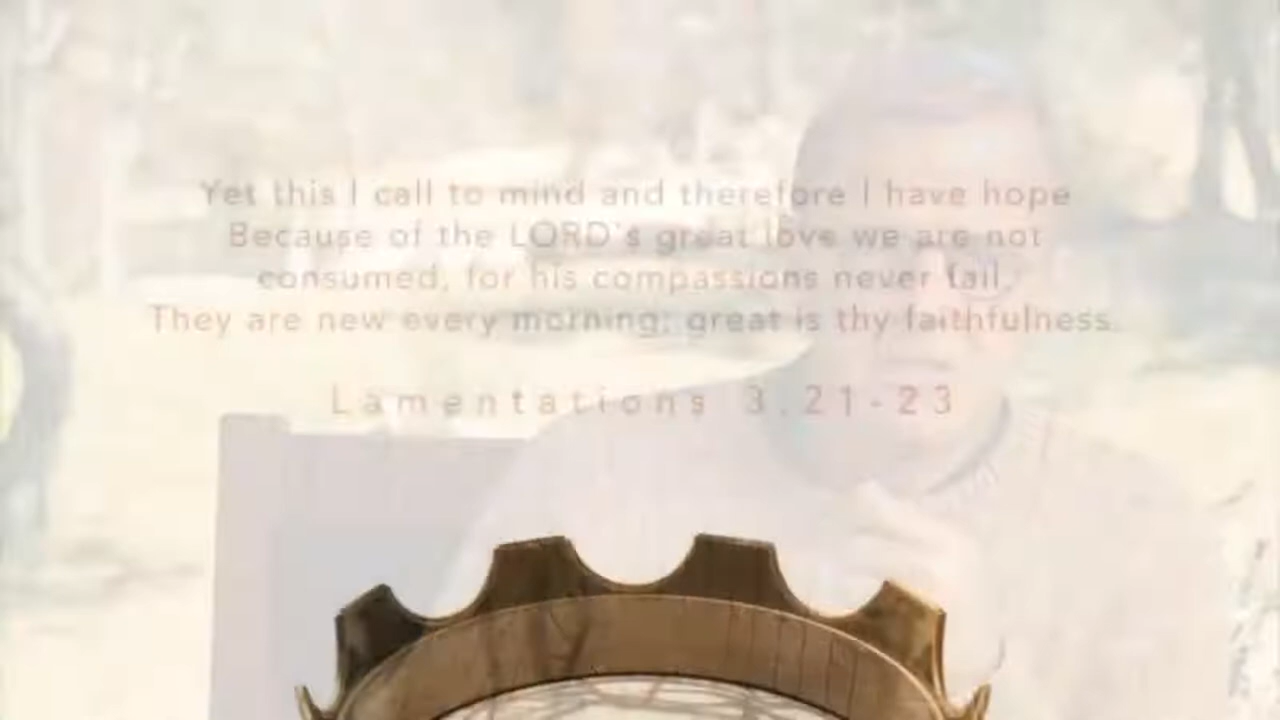 Yet this I call to mind and therefore I have hope
Because of the LORD's great love we are not
consumed, for his compassions never fail.
They are new every morning; great is thy faithfulness.
Lamentations 3.21-23